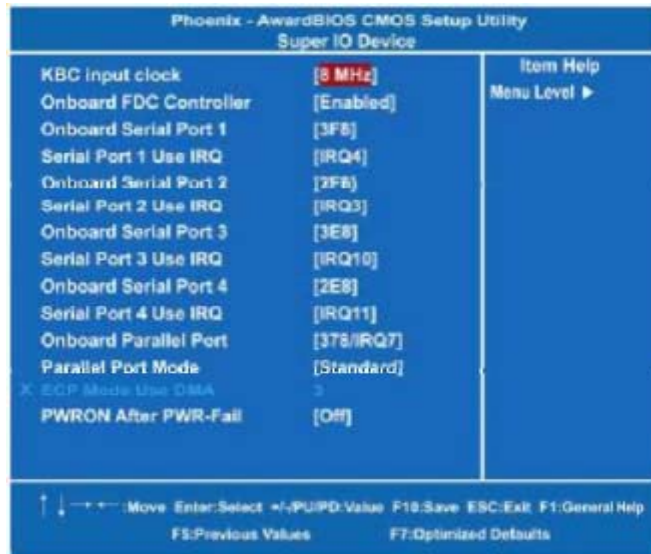 Phoenix - AwardBIOS CMOS Setup Utility
Super IO Device
KBC input clock [8 MHz]
Onboard FDC Controller [Enabled]
Onboard Serial Port 1 [3F8]
Serial Port 1 Use IRQ [IRQ4]
Onboard Serial Port 2 [2F8]
Serial Port 2 Use IRQ [IRQ3]
Onboard Serial Port 3 [3E8]
Serial Port 3 Use IRQ [IRQ10]
Onboard Serial Port 4 [2E8]
Serial Port 4 Use IRQ [IRQ11]
Onboard Parallel Port [378/IRQ7]
Parallel Port Mode [Standard]
X ECP Mode Use DMA 3
PWRON After PWR-Fail [Off]
Item Help
Menu Level ▶
↑ ↓ → ← :Move Enter:Select +/-/PU/PD:Value F10:Save ESC:Exit F1:General Help
F5:Previous Values F7:Optimized Defaults